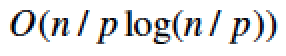 O(n / p log(n / p))